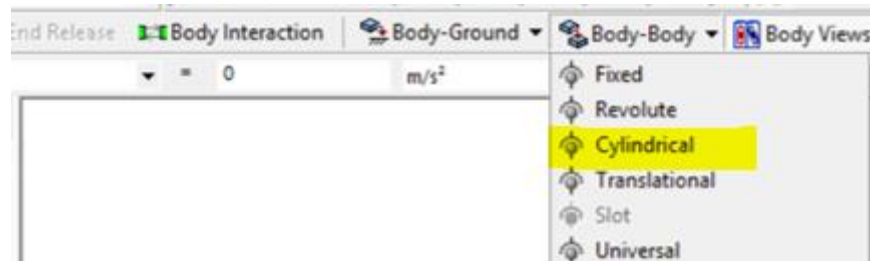 End Release Body Interaction Body-Ground Body-Body Body Views
= 0 m/s²
Fixed
Revolute
Cylindrical
Translational
Slot
Universal